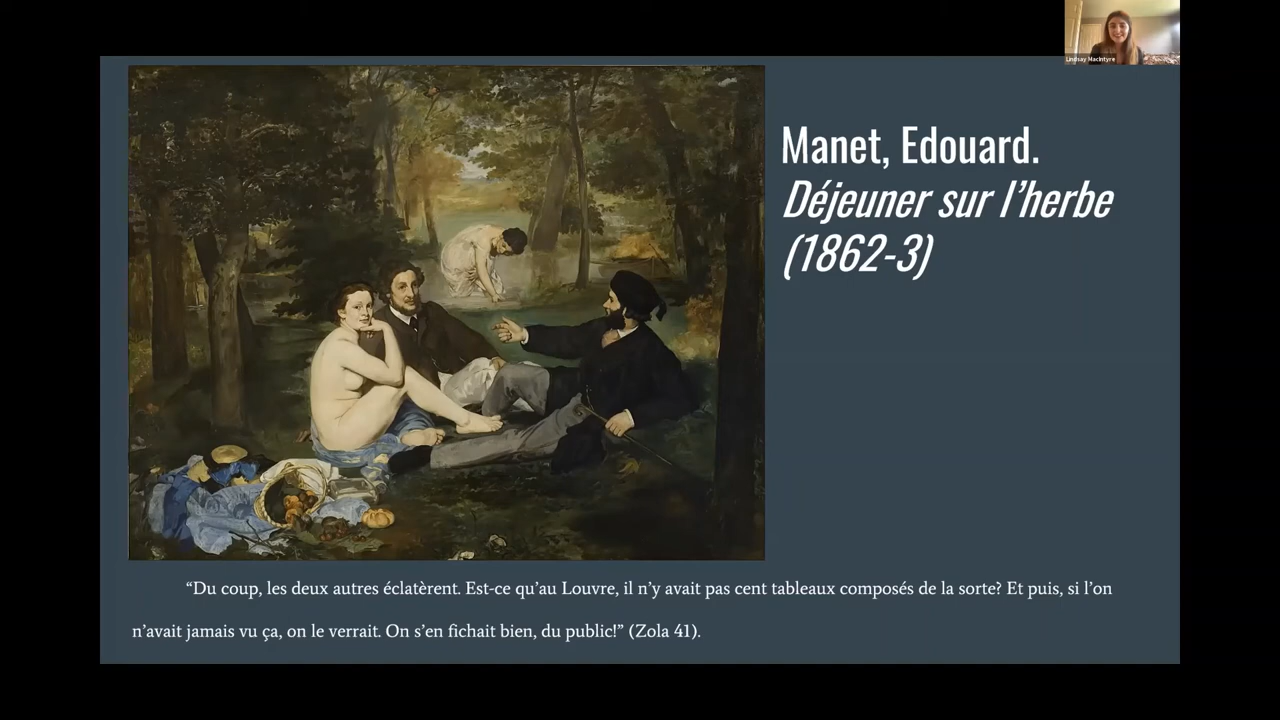 Lindsay MacIntyre
Manet, Edouard.
Déjeuner sur l’herbe
(1862-3)
“Du coup, les deux autres éclatèrent. Est-ce qu’au Louvre, il n’y avait pas cent tableaux composés de la sorte? Et puis, si l’on
n’avait jamais vu ça, on le verrait. On s’en fichait bien, du public!” (Zola 41).